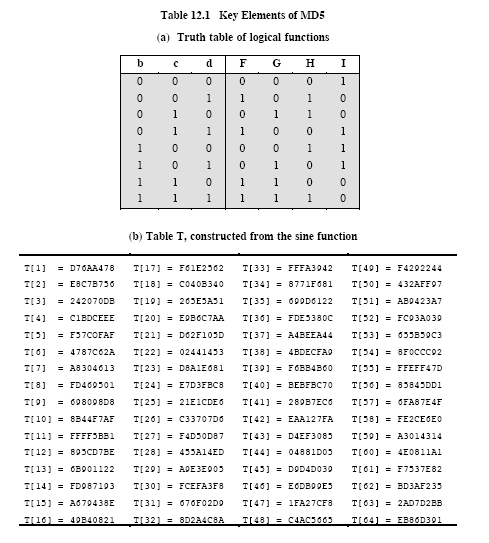 Table 12.1 Key Elements of MD5
(a) Truth table of logical functions
b c d F G H I
0 0 0 0 0 0 1
0 0 1 1 0 1 0
0 1 0 0 1 1 0
0 1 1 1 0 0 1
1 0 0 0 0 1 1
1 0 1 0 1 0 1
1 1 0 1 1 0 0
1 1 1 1 1 1 0
(b) Table T, constructed from the sine function
T[1] = D76AA478 T[17] = F61E2562 T[33] = FFFA3942 T[49] = F4292244
T[2] = E8C7B756 T[18] = C040B340 T[34] = 8771F681 T[50] = 432AFF97
T[3] = 242070DB T[19] = 265E5A51 T[35] = 699D6122 T[51] = AB9423A7
T[4] = C1BDCEEE T[20] = E9B6C7AA T[36] = FDE5380C T[52] = FC93A039
T[5] = F57C0FAF T[21] = D62F105D T[37] = A4BEEA44 T[53] = 655B59C3
T[6] = 4787C62A T[22] = 02441453 T[38] = 4BDECFA9 T[54] = 8F0CCC92
T[7] = A8304613 T[23] = D8A1E681 T[39] = F6BB4B60 T[55] = FFEFF47D
T[8] = FD469501 T[24] = E7D3FBC8 T[40] = BEBFBC70 T[56] = 85845DD1
T[9] = 698098D8 T[25] = 21E1CDE6 T[41] = 289B7EC6 T[57] = 6FA87E4F
T[10] = 8B44F7AF T[26] = C33707D6 T[42] = EAA127FA T[58] = FE2CE6E0
T[11] = FFFF5BB1 T[27] = F4D50D87 T[43] = D4EF3085 T[59] = A3014314
T[12] = 895CD7BE T[28] = 455A14ED T[44] = 04881D05 T[60] = 4E0811A1
T[13] = 6B901122 T[29] = A9E3E905 T[45] = D9D4D039 T[61] = F7537E82
T[14] = FD987193 T[30] = FCEFA3F8 T[46] = E6DB99E5 T[62] = BD3AF235
T[15] = A679438E T[31] = 676F02D9 T[47] = 1FA27CF8 T[63] = 2AD7D2BB
T[16] = 49B40821 T[32] = 8D2A4C8A T[48] = C4AC5665 T[64] = EB86D391